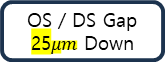 OS / DS Gap
25μm Down